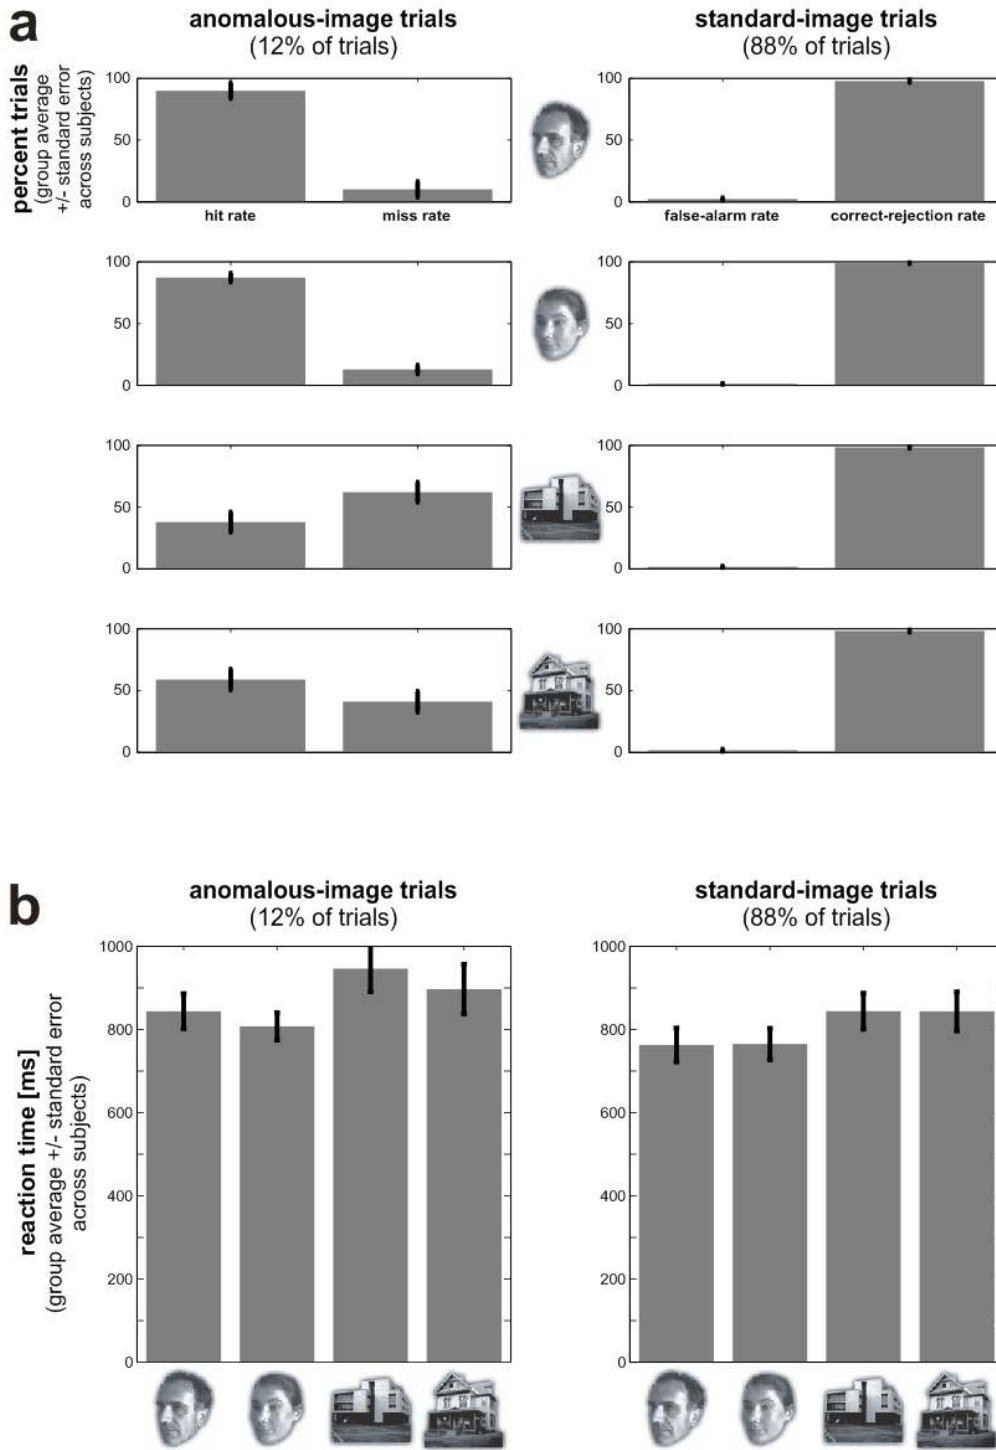 a
anomalous-image trials
(12% of trials)
standard-image trials
(88% of trials)
percent trials
(group average
+/- standard error
across subjects)
100
50
0
hit rate
miss rate
100
50
0
false-alarm rate
correct-rejection rate
100
50
0
100
50
0
100
50
0
100
50
0
100
50
0
100
50
0
b
anomalous-image trials
(12% of trials)
standard-image trials
(88% of trials)
reaction time [ms]
(group average +/- standard error
across subjects)
1000
800
600
400
200
0
1000
800
600
400
200
0